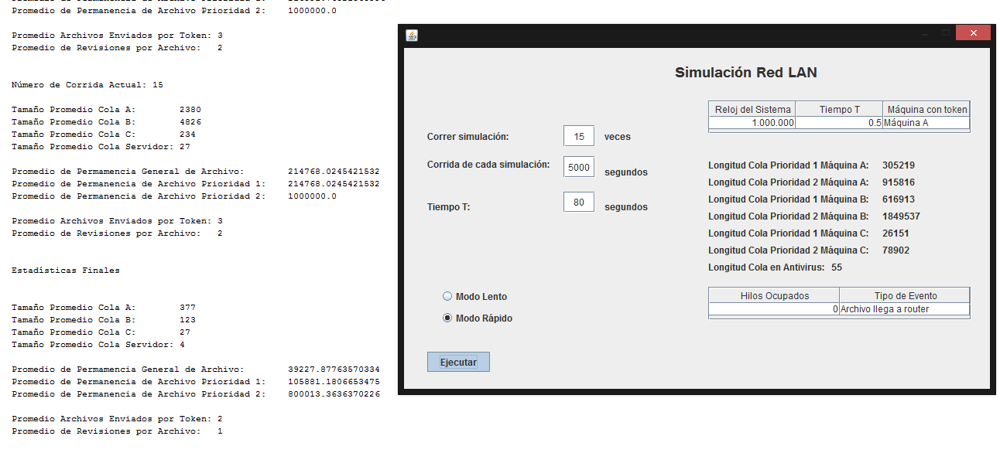 Promedio de Permanencia de Archivo Prioridad 2: 1000000.0
Promedio Archivos Enviados por Token: 3
Promedio de Revisiones por Archivo: 2
Número de Corrida Actual: 15
Tamaño Promedio Cola A: 2380
Tamaño Promedio Cola B: 4826
Tamaño Promedio Cola C: 234
Tamaño Promedio Cola Servidor: 27
Promedio de Permamencia General de Archivo: 214768.0245421532
Promedio de Permanencia de Archivo Prioridad 1: 214768.0245421532
Promedio de Permanencia de Archivo Prioridad 2: 1000000.0
Promedio Archivos Enviados por Token: 3
Promedio de Revisiones por Archivo: 2
Estadísticas Finales
Tamaño Promedio Cola A: 377
Tamaño Promedio Cola B: 123
Tamaño Promedio Cola C: 27
Tamaño Promedio Cola Servidor: 4
Promedio de Permamencia General de Archivo: 39227.87763570334
Promedio de Permanencia de Archivo Prioridad 1: 105881.1806653475
Promedio de Permanencia de Archivo Prioridad 2: 800013.3636370226
Promedio Archivos Enviados por Token: 2
Promedio de Revisiones por Archivo: 1
Simulación Red LAN
Correr simulación: 15 veces
Corrida de cada simulación: 5000 segundos
Tiempo T: 80 segundos
Modo Lento
Modo Rápido
Ejecutar
Reloj del Sistema Tiempo T Máquina con token
1.000.000 0.5 Máquina A
Longitud Cola Prioridad 1 Máquina A: 305219
Longitud Cola Prioridad 2 Máquina A: 915816
Longitud Cola Prioridad 1 Máquina B: 616913
Longitud Cola Prioridad 2 Máquina B: 1849537
Longitud Cola Prioridad 1 Máquina C: 26151
Longitud Cola Prioridad 2 Máquina C: 78902
Longitud Cola en Antivirus: 55
Hilos Ocupados Tipo de Evento
0 Archivo llega a router